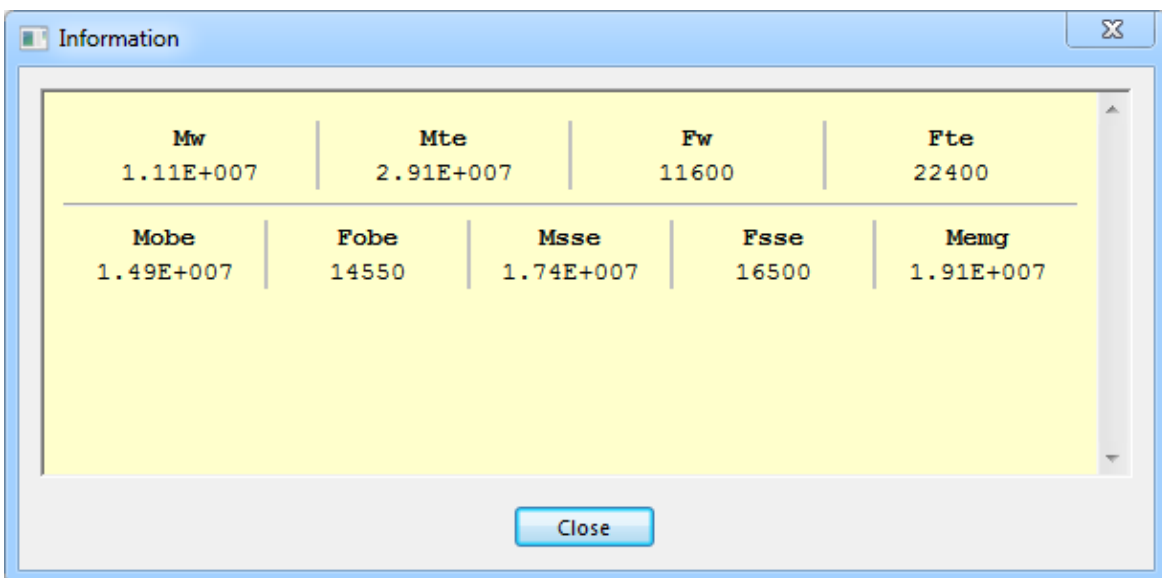 Information
Mw Mte Fw Fte
1.11E+007 2.91E+007 11600 22400
Mobe Fobe Msse Fsse Memg
1.49E+007 14550 1.74E+007 16500 1.91E+007
Close